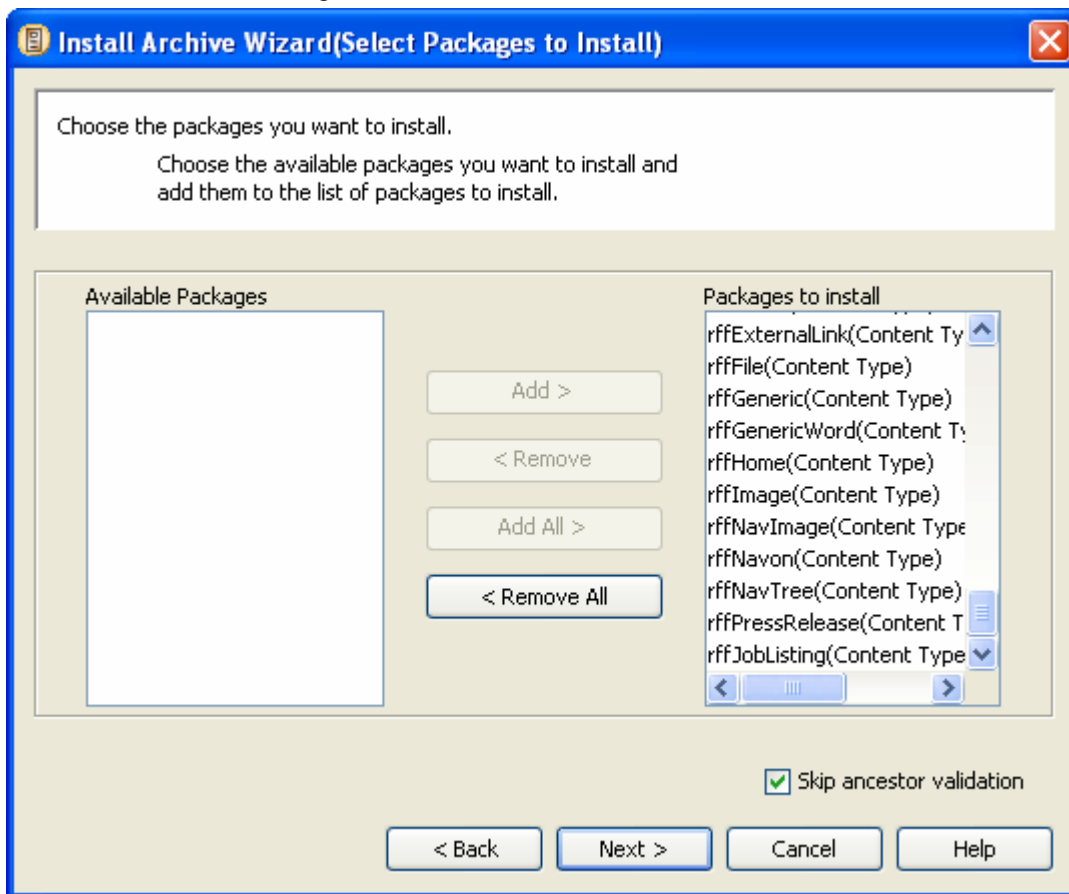 Install Archive Wizard(Select Packages to Install)
Choose the packages you want to install.
Choose the available packages you want to install and
add them to the list of packages to install.
Available Packages
Packages to install
rffExternalLink(Content Ty
rffFile(Content Type)
rffGeneric(Content Type)
rffGenericWord(Content Ty
rffHome(Content Type)
rffImage(Content Type)
rffNavImage(Content Type
rffNavon(Content Type)
rffNavTree(Content Type)
rffPressRelease(Content T
rffJobListing(Content Type
Add >
< Remove
Add All >
< Remove All
Skip ancestor validation
< Back
Next >
Cancel
Help